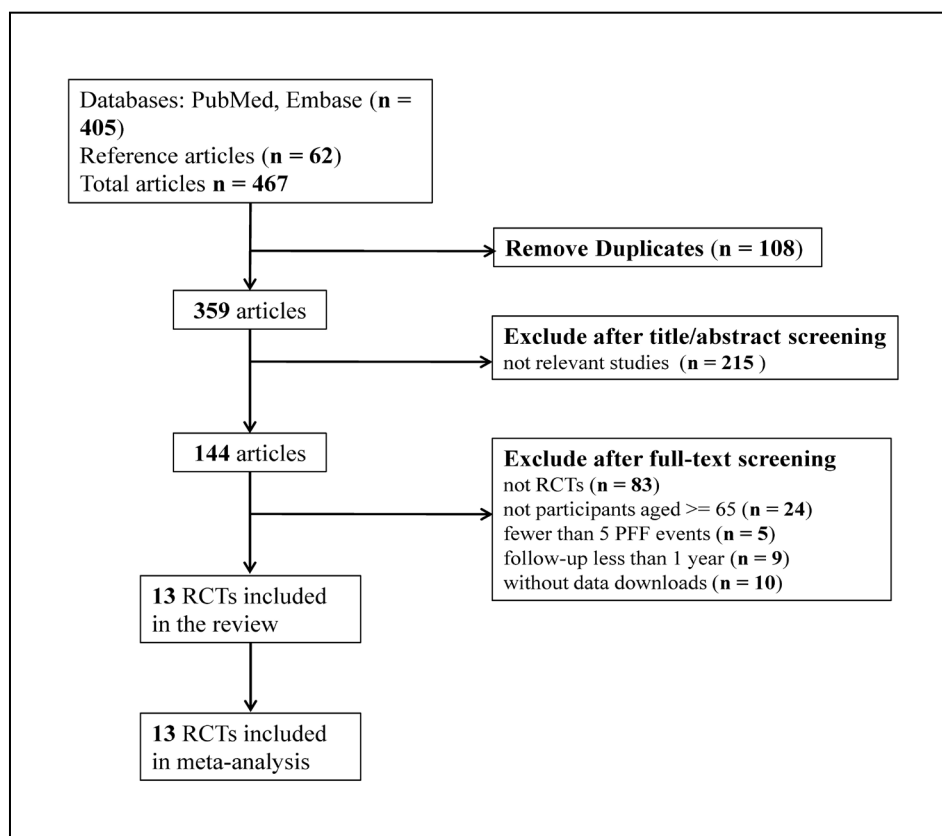 Databases: PubMed, Embase (n =
405)
Reference articles (n = 62)
Total articles n = 467
Remove Duplicates (n = 108)
359 articles
Exclude after title/abstract screening
not relevant studies (n = 215 )
144 articles
Exclude after full-text screening
not RCTs (n = 83)
not participants aged >= 65 (n = 24)
fewer than 5 PFF events (n = 5)
follow-up less than 1 year (n = 9)
without data downloads (n = 10)
13 RCTs included
in the review
13 RCTs included
in meta-analysis